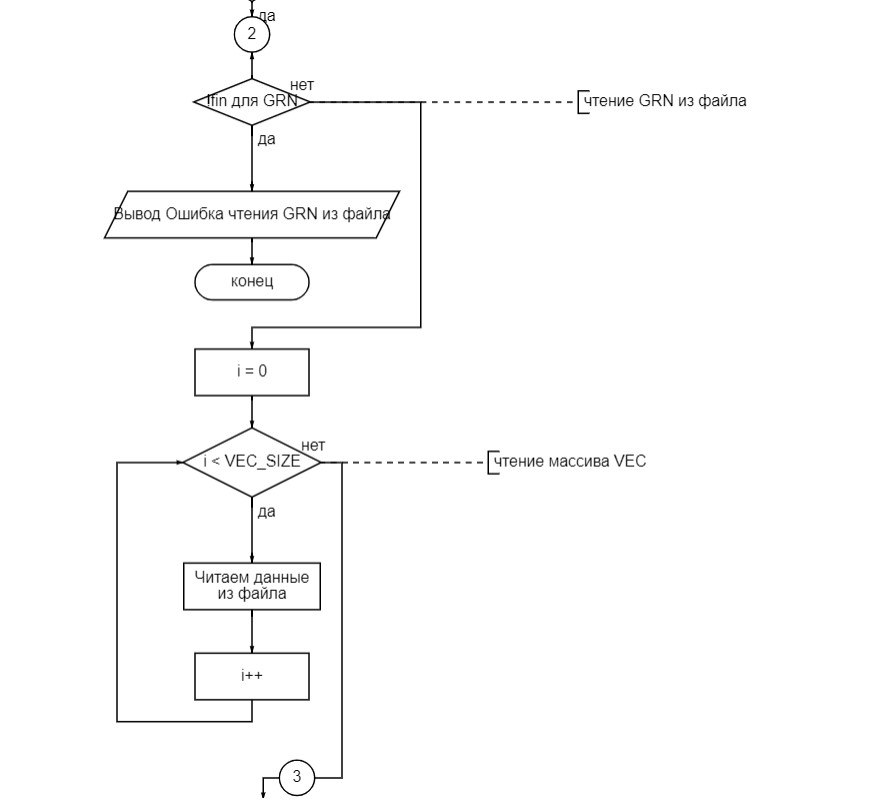 да
2
нет
!fin для GRN
чтение GRN из файла
да
Вывод Ошибка чтения GRN из файла
конец
i = 0
нет
i < VEC_SIZE
чтение массива VEC
да
Читаем данные
из файла
i++
3